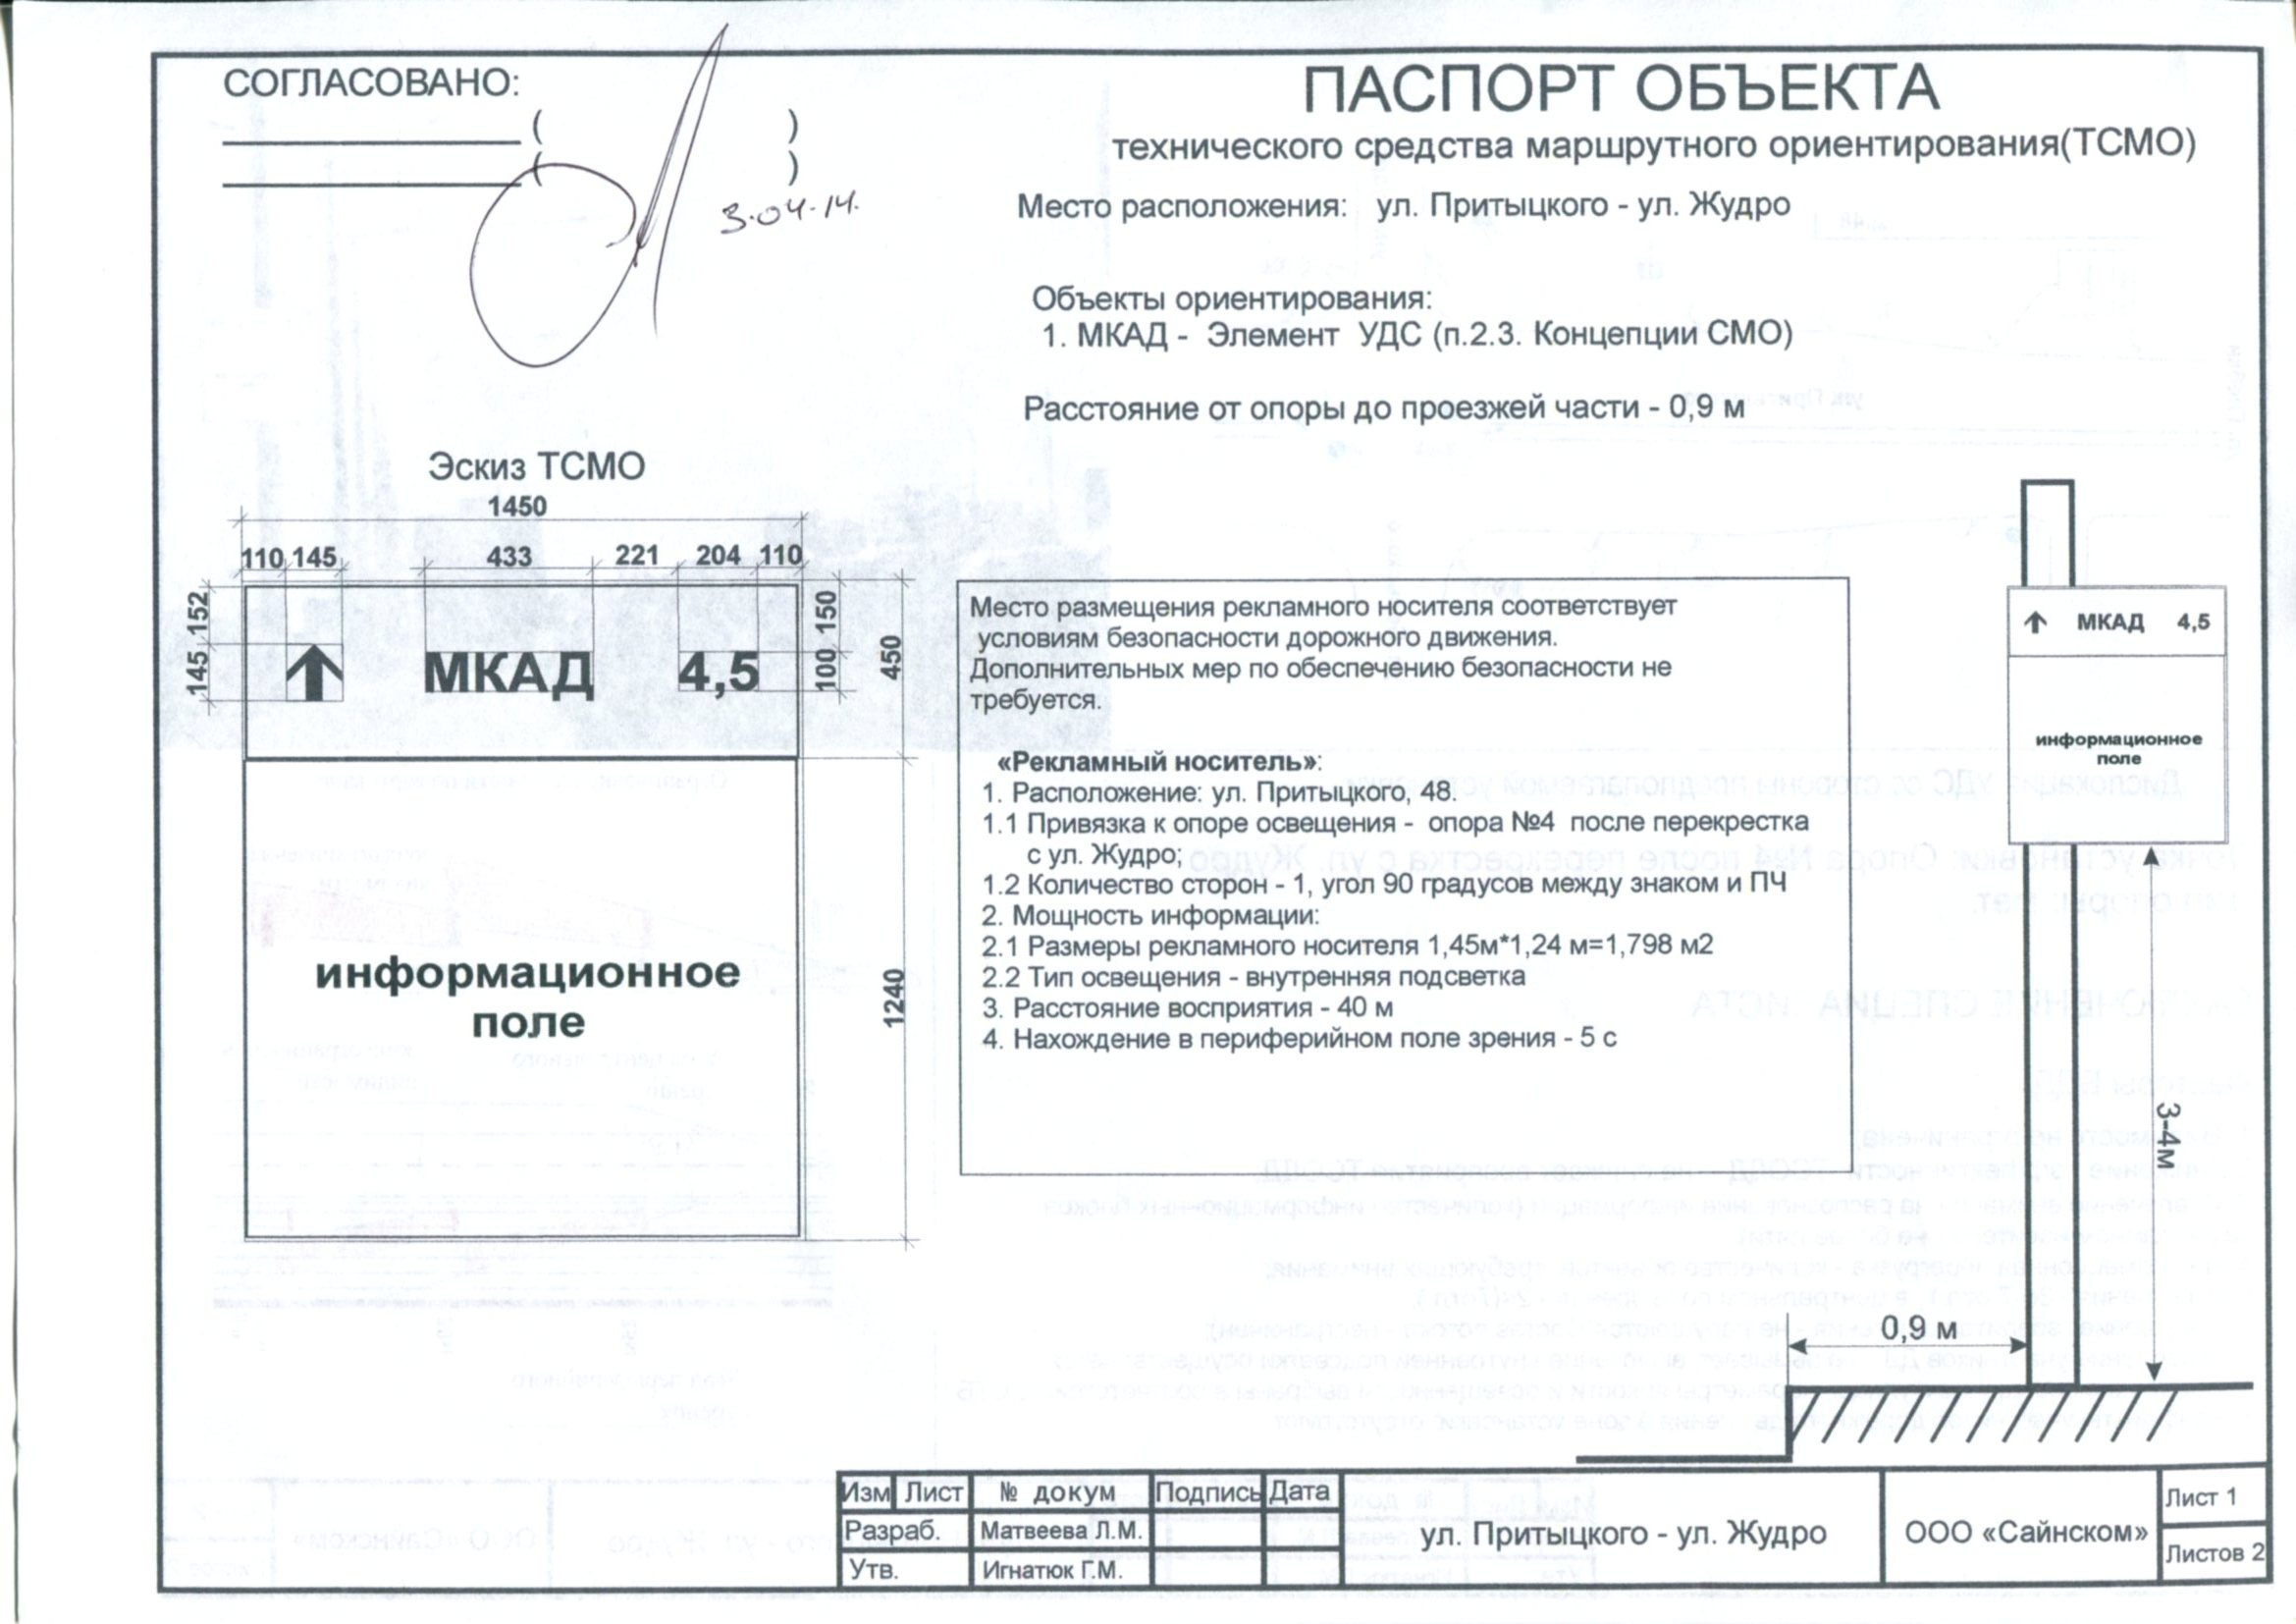 СОГЛАСОВАНО:
( )
( )
3.04.14.
ПАСПОРТ ОБЪЕКТА
технического средства маршрутного ориентирования(ТСМО)
Место расположения: ул. Притыцкого - ул. Жудро
Объекты ориентирования:
1. МКАД - Элемент УДС (п.2.3. Концепции СМО)
Расстояние от опоры до проезжей части - 0,9 м
Эскиз ТСМО
1450
110 145 433 221 204 110
152
145
150
100
450
МКАД 4,5
1240
информационное
поле
Место размещения рекламного носителя соответствует
условиям безопасности дорожного движения.
Дополнительных мер по обеспечению безопасности не
требуется.
«Рекламный носитель»:
1. Расположение: ул. Притыцкого, 48.
1.1 Привязка к опоре освещения - опора №4 после перекрестка
с ул. Жудро;
1.2 Количество сторон - 1, угол 90 градусов между знаком и ПЧ
2. Мощность информации:
2.1 Размеры рекламного носителя 1,45м*1,24 м=1,798 м2
2.2 Тип освещения - внутренняя подсветка
3. Расстояние восприятия - 40 м
4. Нахождение в периферийном поле зрения - 5 с
МКАД 4,5
информационное
поле
3-4м
0,9 м
Изм Лист № докум Подпись Дата
Разраб. Матвеева Л.М.
Утв. Игнатюк Г.М.
ул. Притыцкого - ул. Жудро
ООО «Сайнском»
Лист 1
Листов 2